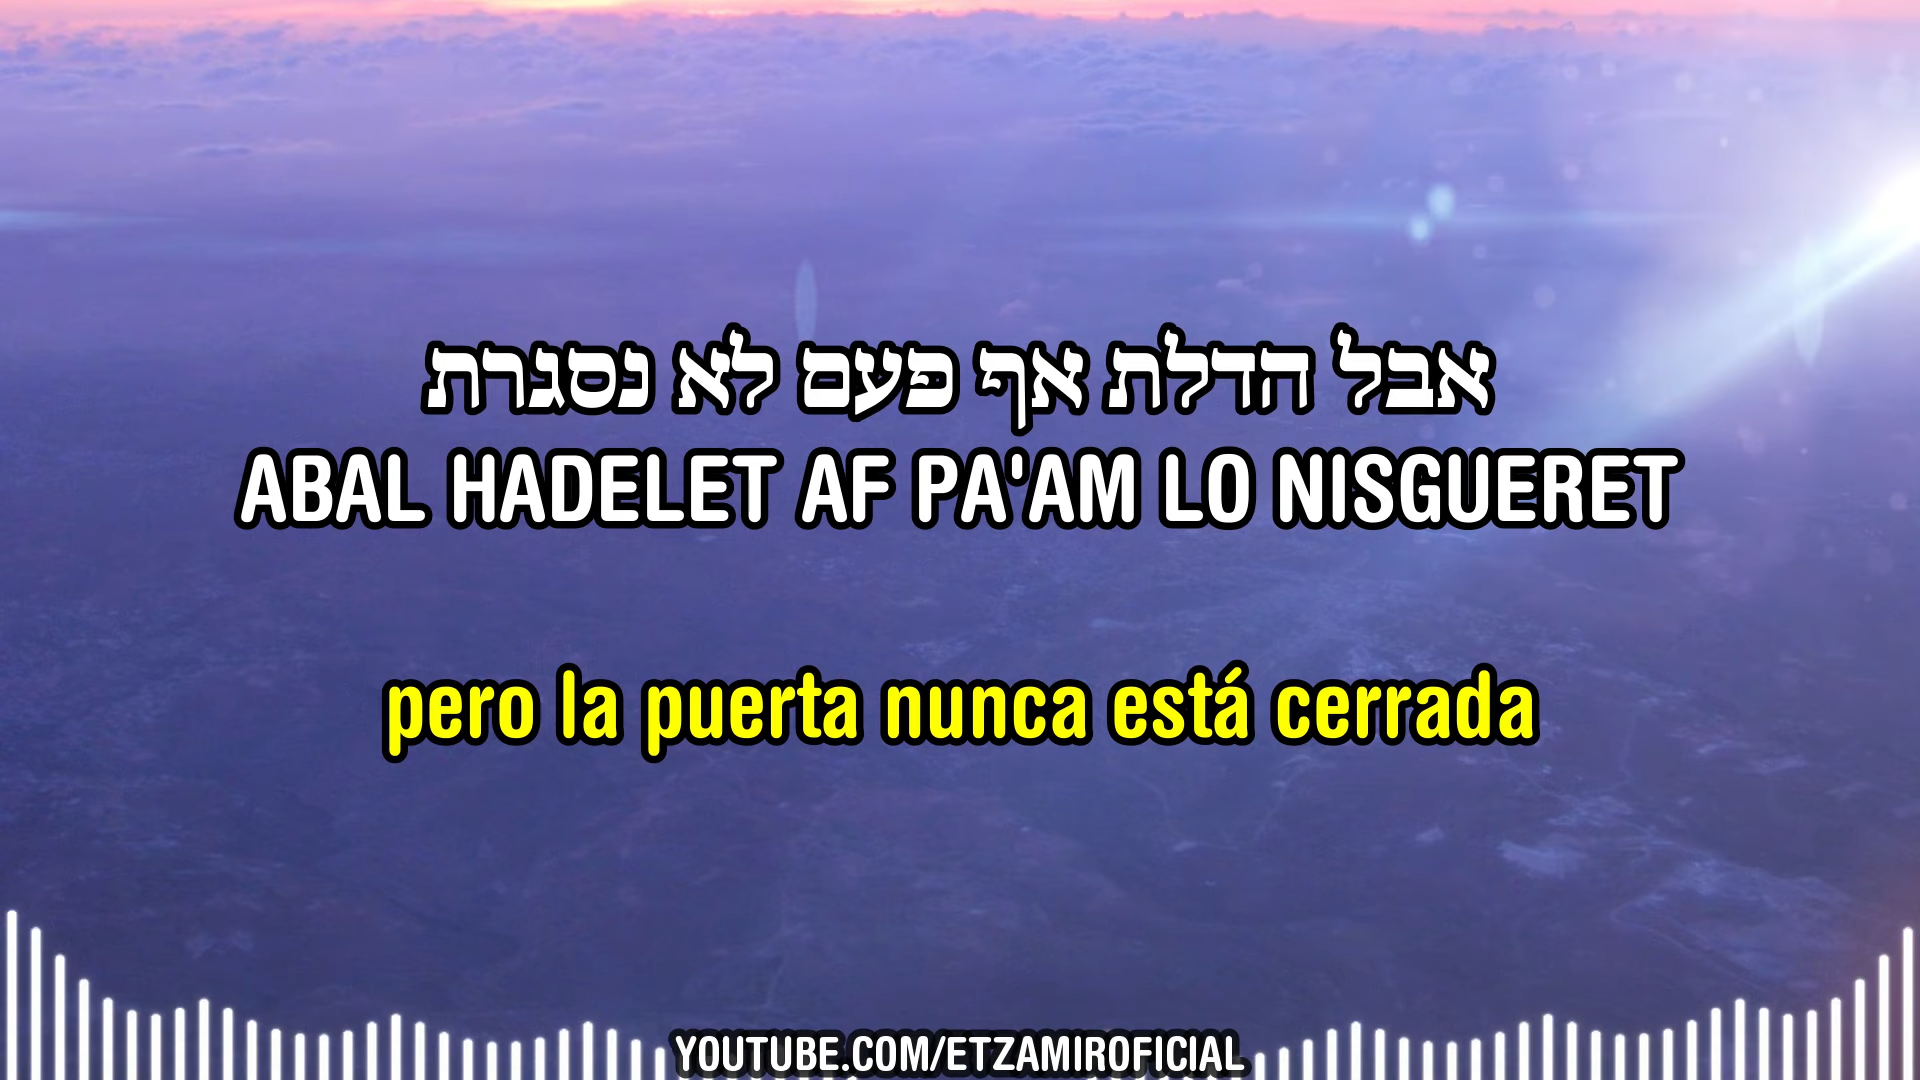 אבל הדלת אף פעם לא נסגרת
ABAL HADELET AF PA'AM LO NISGUERET
pero la puerta nunca está cerrada
YOUTUBE.COM/ETZAMIROFICIAL